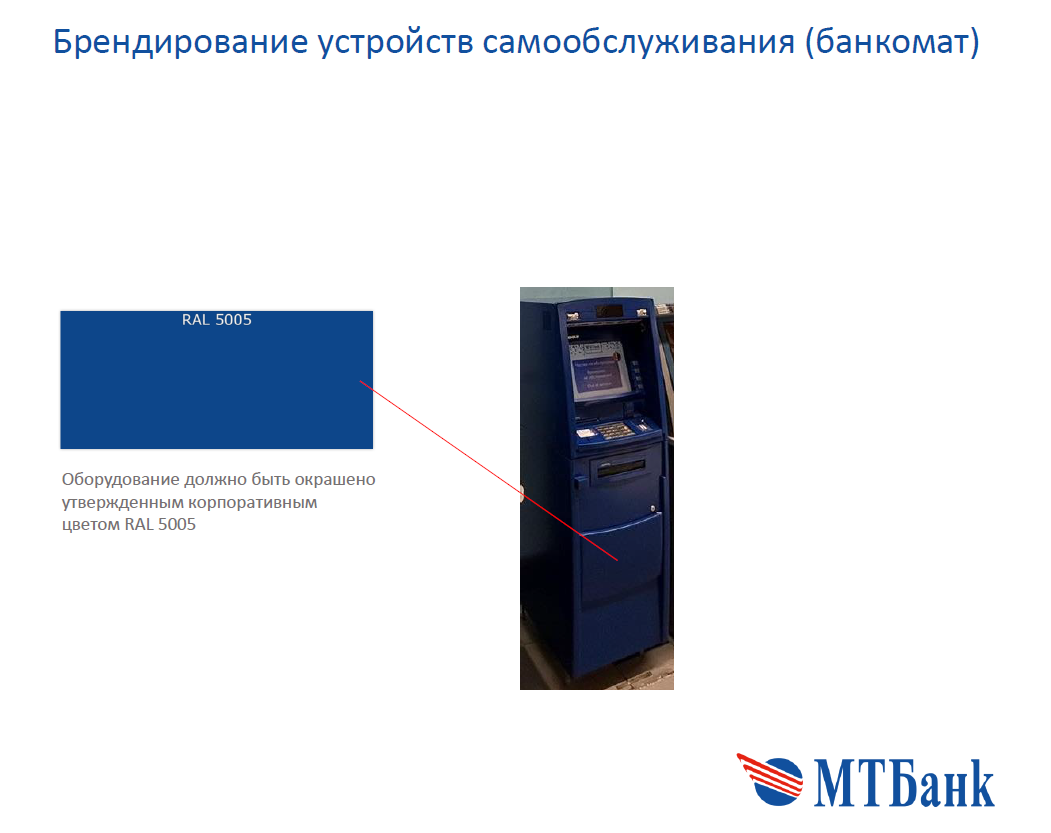 Брендирование устройств самообслуживания (банкомат)
RAL 5005
Оборудование должно быть окрашено
утвержденным корпоративным
цветом RAL 5005
МТБанк